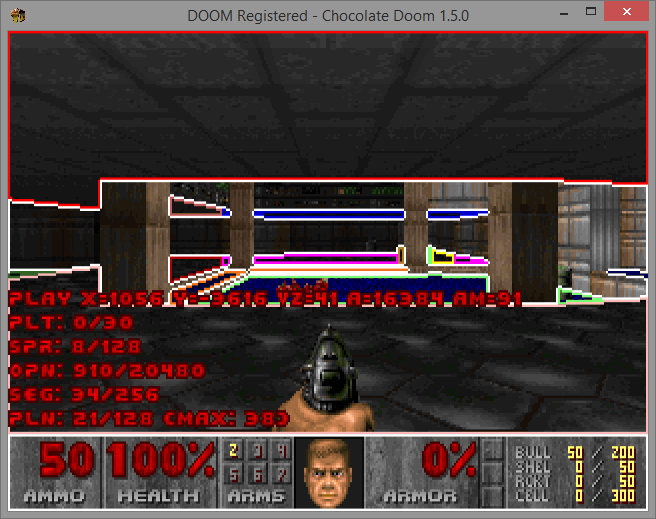 DOOM Registered - Chocolate Doom 1.5.0
PLAY X=1056 Y=-3616 VZ=41 A=16384 AM=91
PLT: 0/30
SPR: 8/128
OPN: 910/20480
SEG: 34/256
PLN: 21/128 (MAX: 38)
50 100% 2 3 4 0% BULL 50 / 200
SHEL 0 / 50
5 6 7 RCKT 0 / 50
AMMO HEALTH ARMS ARMOR CELL 0 / 300